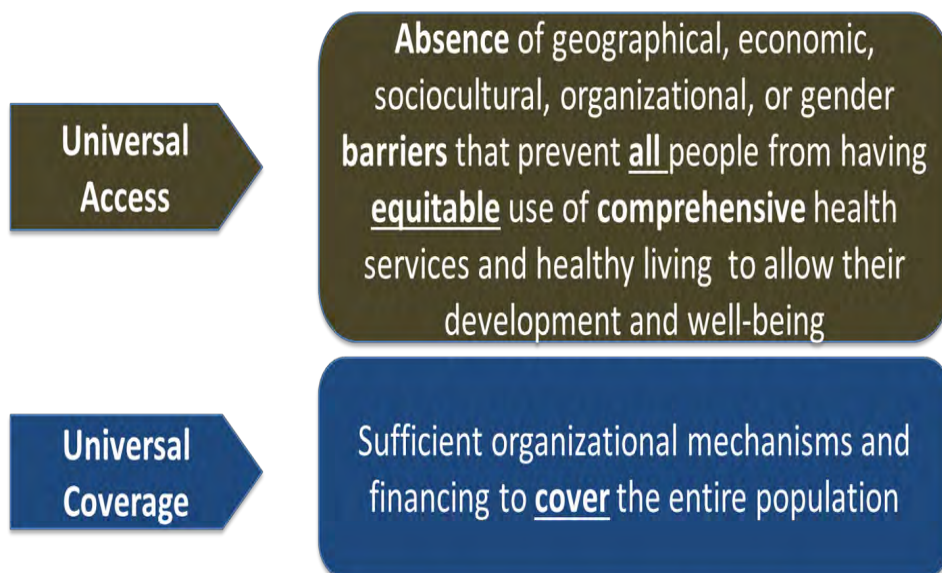 Universal
Access
Absence of geographical, economic,
sociocultural, organizational, or gender
barriers that prevent all people from having
equitable use of comprehensive health
services and healthy living to allow their
development and well-being
Universal
Coverage
Sufficient organizational mechanisms and
financing to cover the entire population